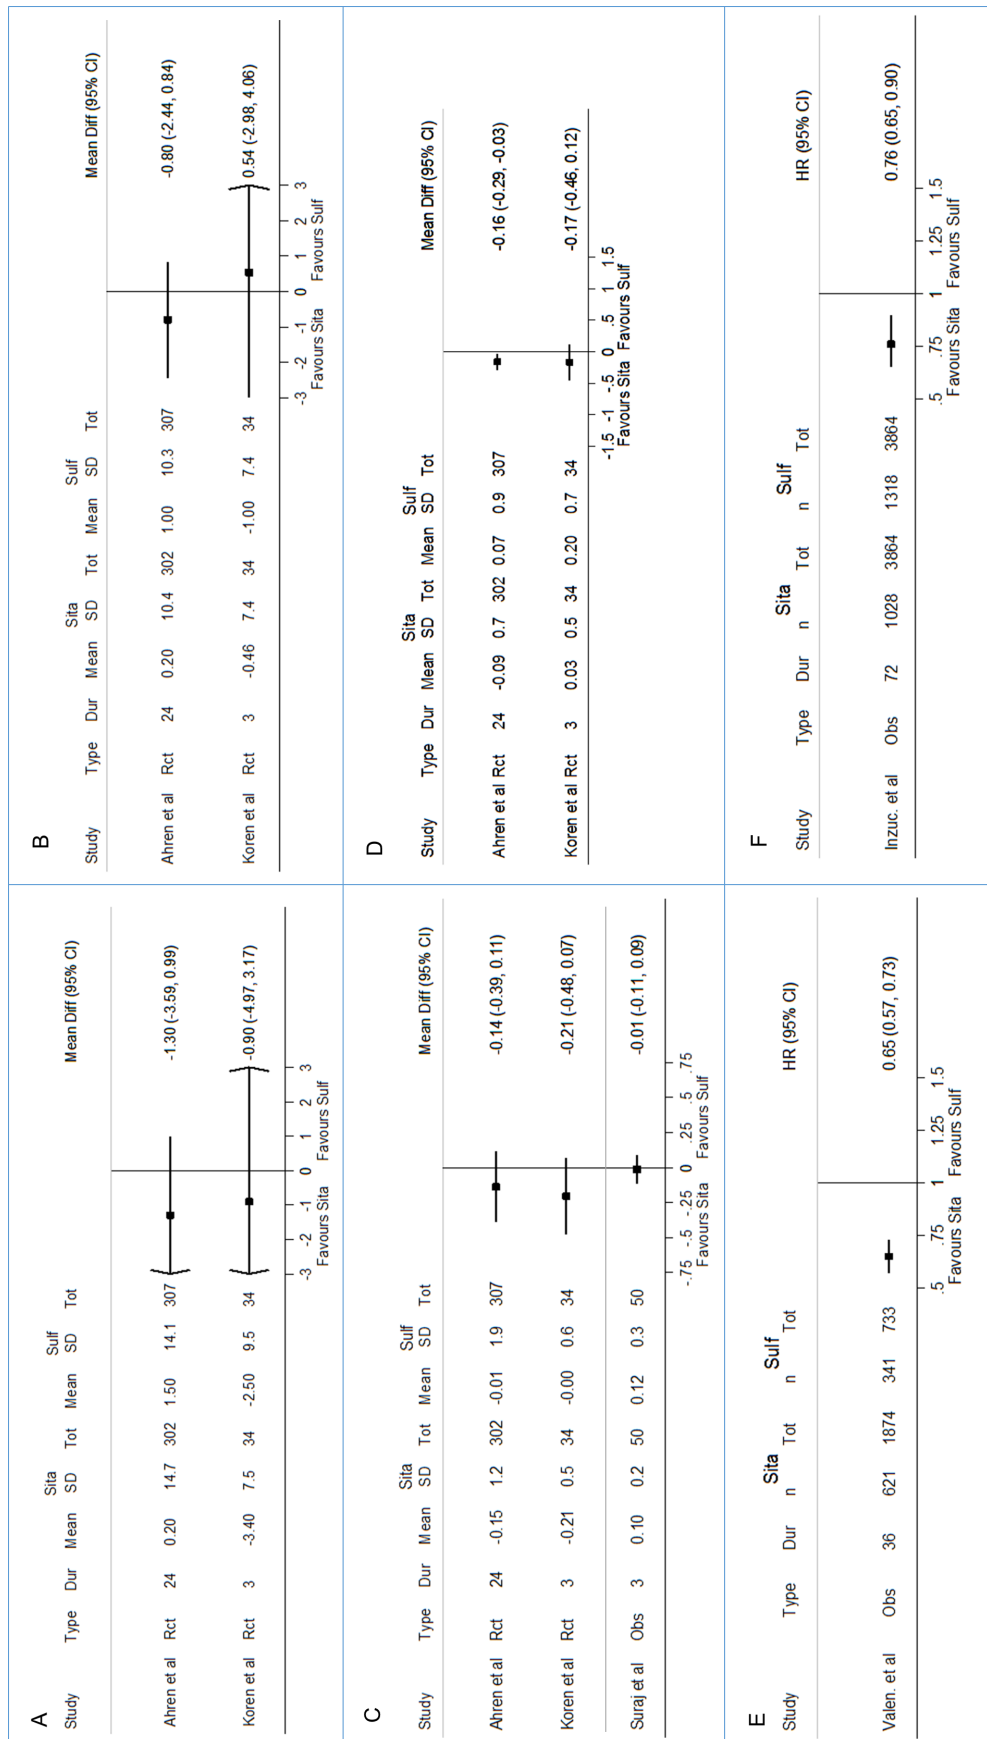 A
Sita Sulf
Study Type Dur Mean SD Tot Mean SD Tot Mean Diff (95% CI)
Ahren et al Rct 24 0.20 14.7 302 1.50 14.1 307 -1.30 (-3.59, 0.99)
Koren et al Rct 3 -3.40 7.5 34 -2.50 9.5 34 -0.90 (-4.97, 3.17)
-3 -2 -1 0 1 2 3
Favours Sita Favours Sulf
B
Sita Sulf
Study Type Dur Mean SD Tot Mean SD Tot Mean Diff (95% CI)
Ahren et al Rct 24 0.20 10.4 302 1.00 10.3 307 -0.80 (-2.44, 0.84)
Koren et al Rct 3 -0.46 7.4 34 -1.00 7.4 34 0.54 (-2.98, 4.06)
-3 -2 -1 0 1 2 3
Favours Sita Favours Sulf
C
Sita Sulf
Study Type Dur Mean SD Tot Mean SD Tot Mean Diff (95% CI)
Ahren et al Rct 24 -0.15 1.2 302 -0.01 1.9 307 -0.14 (-0.39, 0.11)
Koren et al Rct 3 -0.21 0.5 34 -0.00 0.6 34 -0.21 (-0.48, 0.07)
Suraj et al Obs 3 0.10 0.2 50 0.12 0.3 50 -0.01 (-0.11, 0.09)
-.75 -.5 -.25 0 .25 .5 .75
Favours Sita Favours Sulf
D
Sita Sulf
Study Type Dur Mean SD Tot Mean SD Tot Mean Diff (95% CI)
Ahren et al Rct 24 -0.09 0.7 302 0.07 0.9 307 -0.16 (-0.29, -0.03)
Koren et al Rct 3 0.03 0.5 34 0.20 0.7 34 -0.17 (-0.46, 0.12)
-1.5 -1 -.5 0 .5 1 1.5
Favours Sita Favours Sulf
E
Sita Sulf
Study Type Dur n Tot n Tot HR (95% CI)
Valen. et al Obs 36 621 1874 341 733 0.65 (0.57, 0.73)
.5 .75 1 1.25 1.5
Favours Sita Favours Sulf
F
Sita Sulf
Study Type Dur n Tot n Tot HR (95% CI)
Inzuc. et al Obs 72 1028 3864 1318 3864 0.76 (0.65, 0.90)
.5 .75 1 1.25 1.5
Favours Sita Favours Sulf